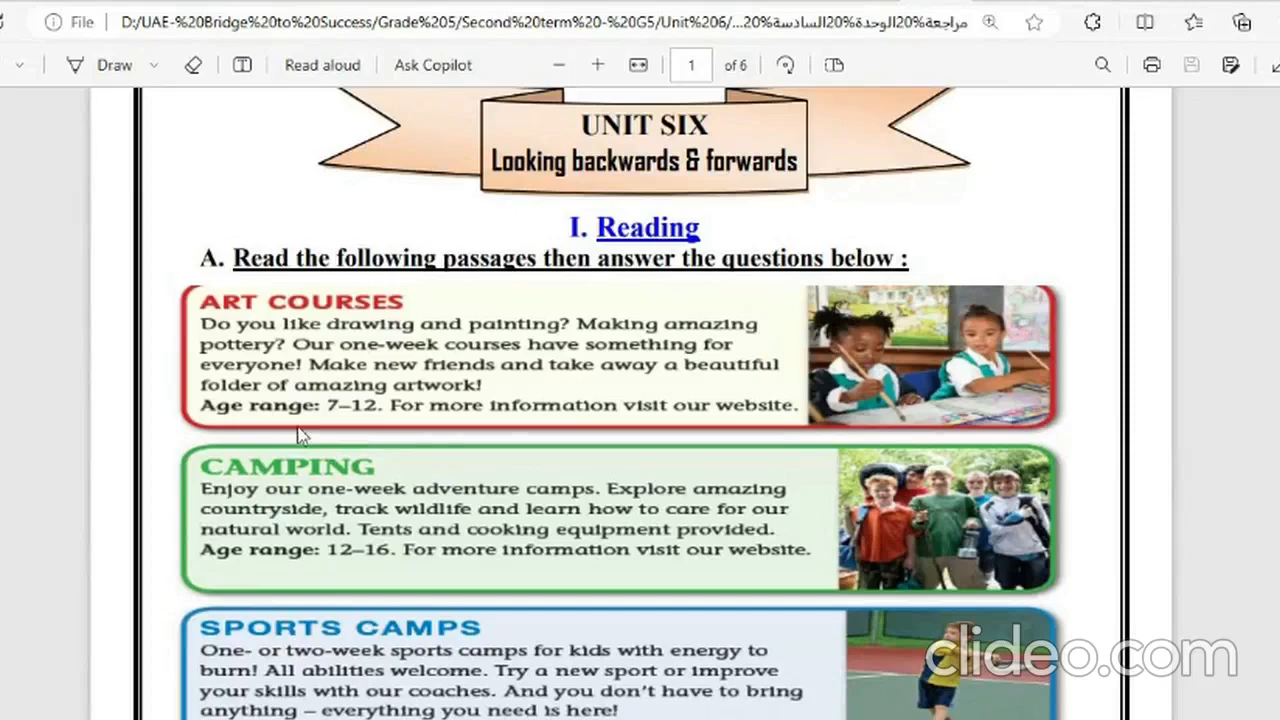 File D:/UAE-%20Bridge%20to%20Success/Grade%205/Second%20term%20-%20G5/Unit%206/...مراجعة%20الوحدة%20السادسة%20
Draw Read aloud Ask Copilot 1 of 6
UNIT SIX
Looking backwards & forwards
I. Reading
A. Read the following passages then answer the questions below :
ART COURSES
Do you like drawing and painting? Making amazing
pottery? Our one-week courses have something for
everyone! Make new friends and take away a beautiful
folder of amazing artwork!
Age range: 7–12. For more information visit our website.
CAMPING
Enjoy our one-week adventure camps. Explore amazing
countryside, track wildlife and learn how to care for our
natural world. Tents and cooking equipment provided.
Age range: 12–16. For more information visit our website.
SPORTS CAMPS
One- or two-week sports camps for kids with energy to
burn! All abilities welcome. Try a new sport or improve
your skills with our coaches. And you don't have to bring
anything – everything you need is here!
clideo.com